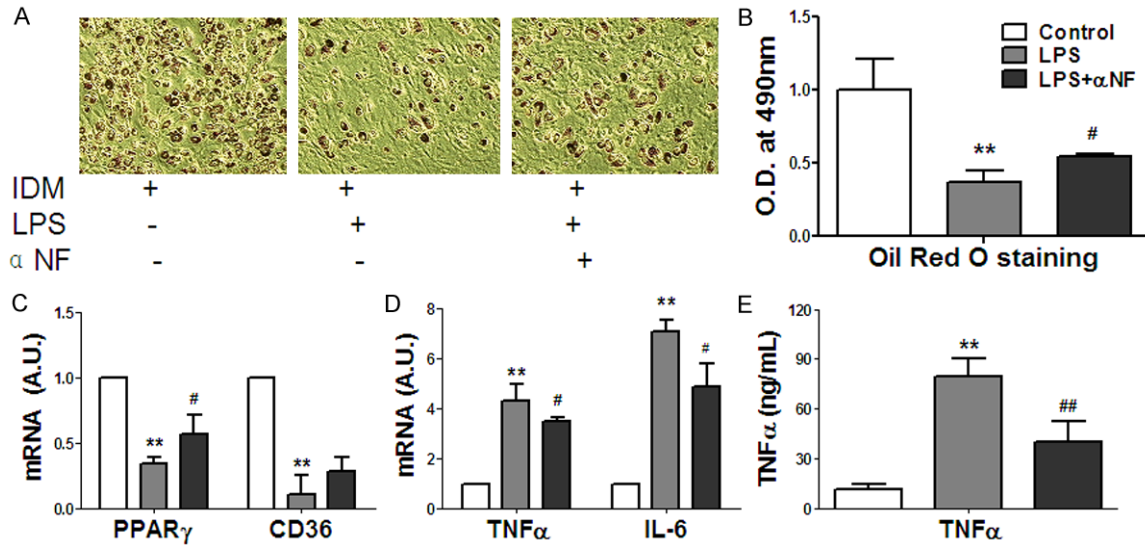 A
IDM + + +
LPS - + +
α NF - - +
B
O.D. at 490nm
1.5
1.0
0.5
0.0
Control
LPS
LPS+αNF
**
#
Oil Red O staining
C
mRNA (A.U.)
1.5
1.0
0.5
0.0
**
#
**
PPARγ CD36
D
mRNA (A.U.)
8
6
4
2
0
**
#
**
#
TNFα IL-6
E
TNFα (ng/mL)
120
90
60
30
0
**
##
TNFα